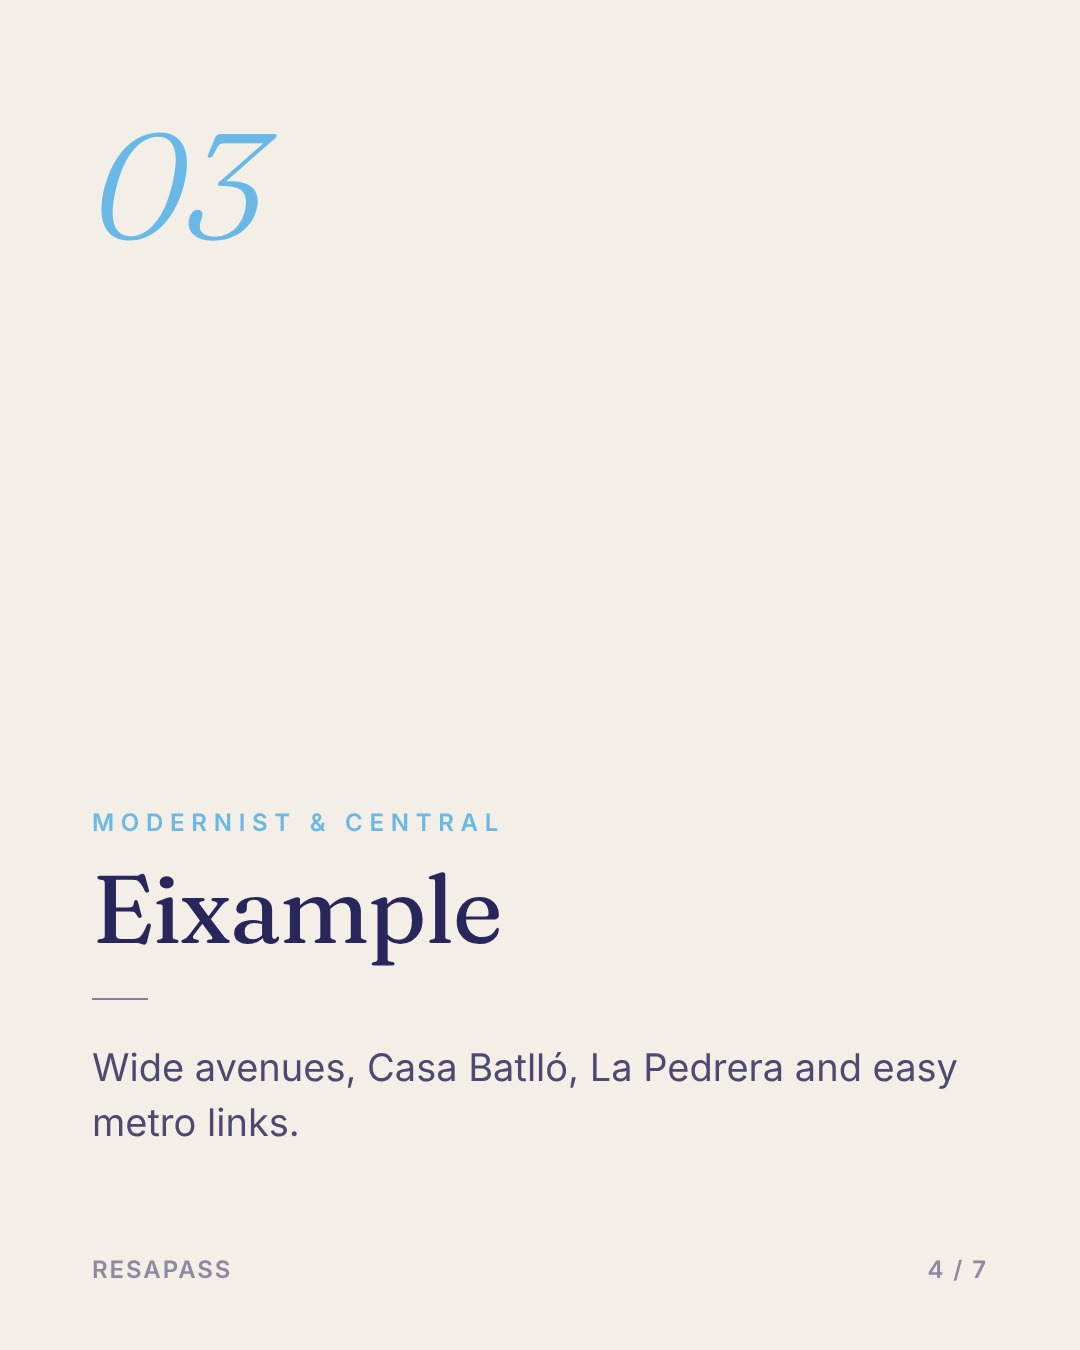 03
MODERNIST & CENTRAL
Eixample
Wide avenues, Casa Batlló, La Pedrera and easy
metro links.
RESAPASS
4 / 7